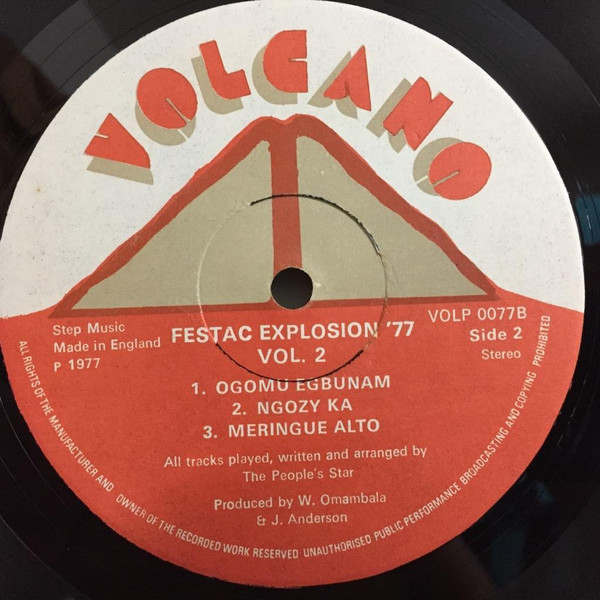 VOLCANO
Step Music
Made in England
P 1977
FESTAC EXPLOSION '77
VOL. 2
VOLP 0077B
Side 2
Stereo
1. OGOMU EGBUNAM
2. NGOZY KA
3. MERINGUE ALTO
All tracks played, written and arranged by
The People's Star
Produced by W. Omambala
& J. Anderson
ALL RIGHTS OF THE MANUFACTURER AND OWNER OF THE RECORDED WORK RESERVED UNAUTHORISED PUBLIC PERFORMANCE BROADCASTING AND COPYING PROHIBITED